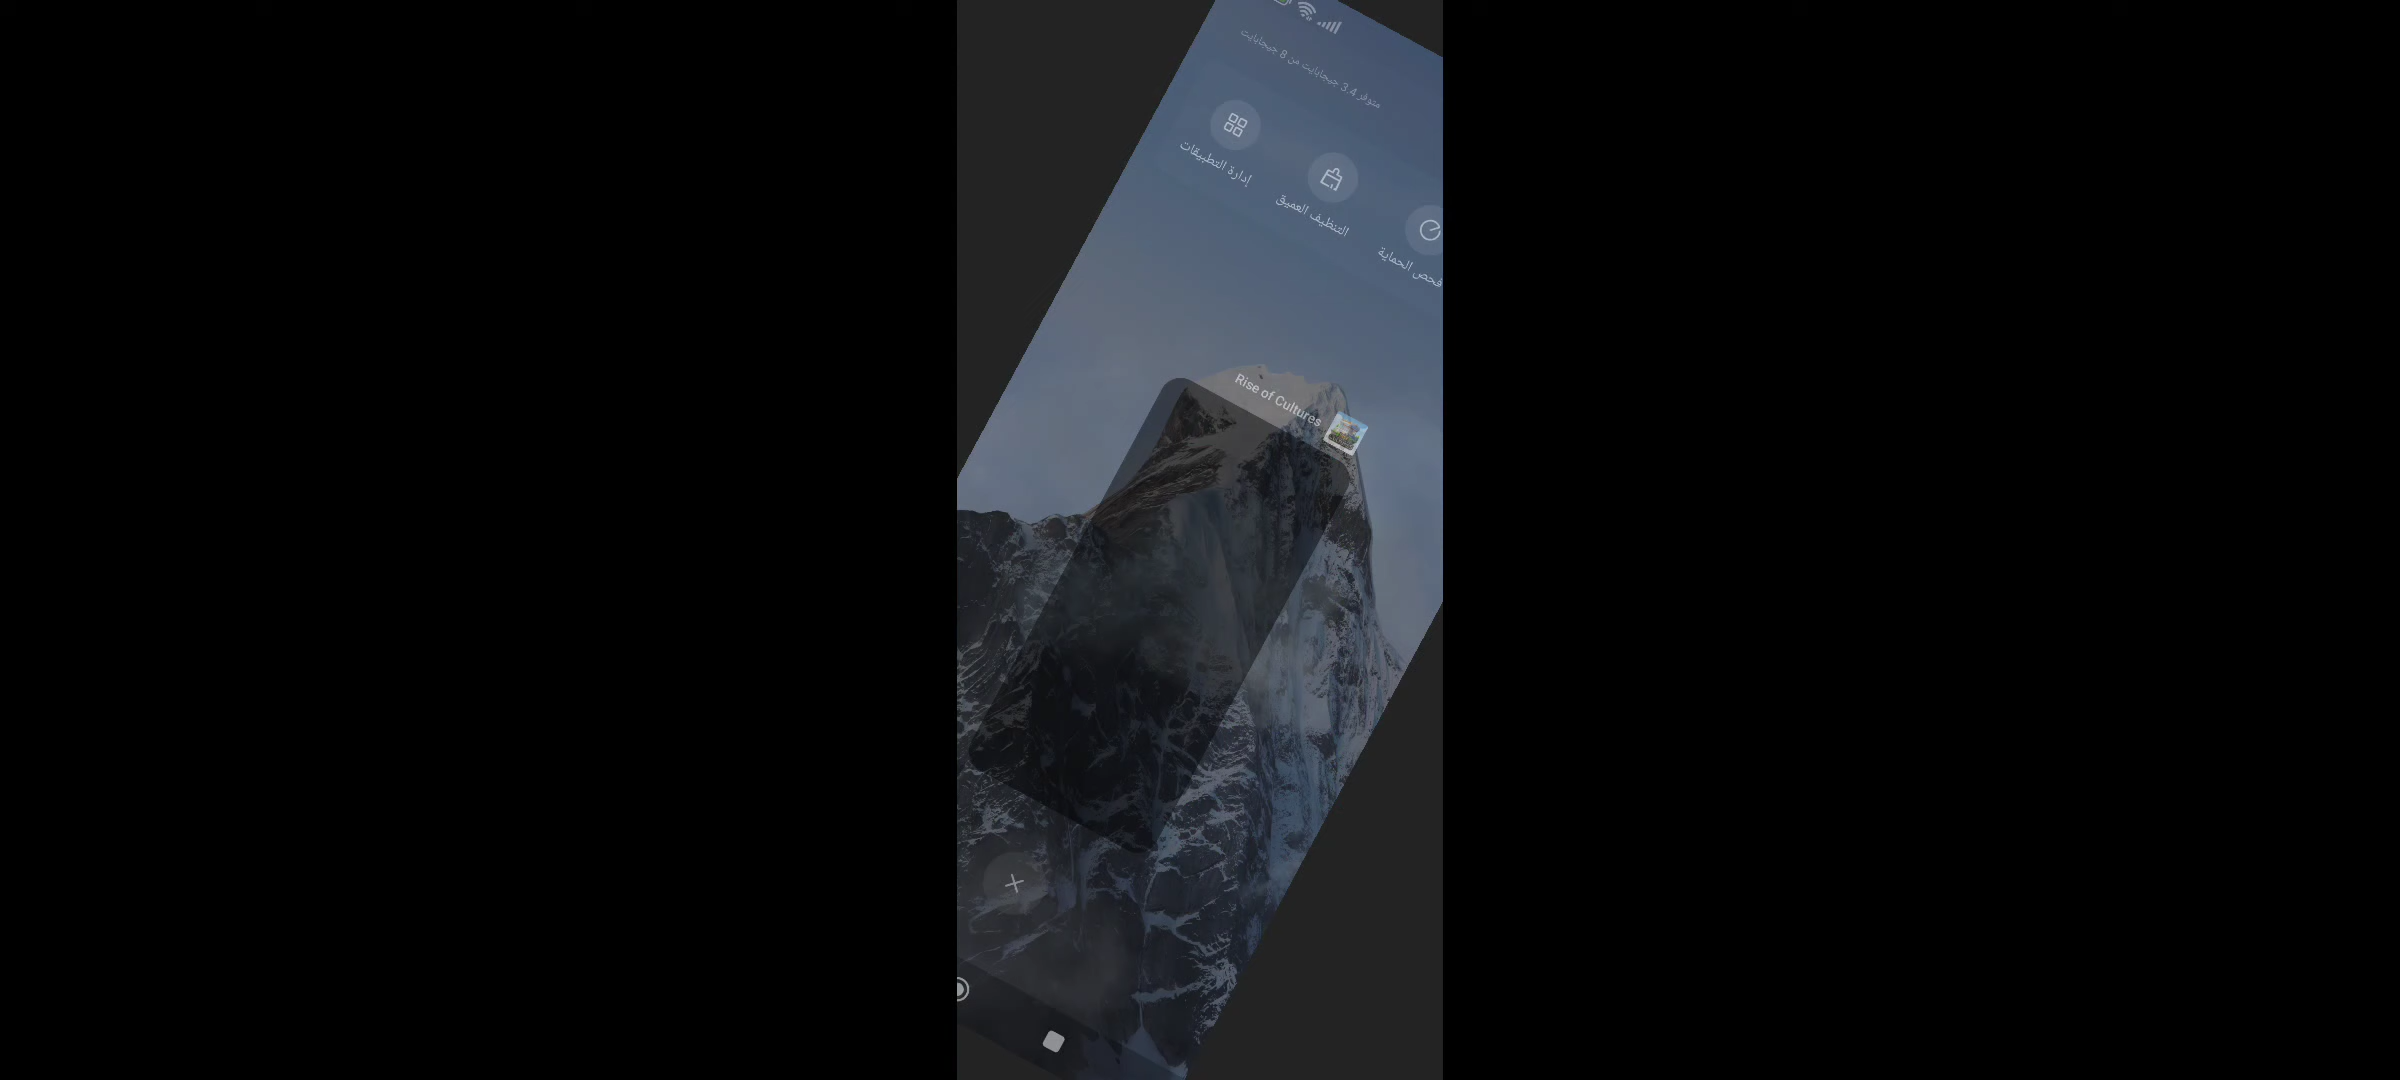 متوفر 3.4 جيجابايت من 8 جيجابايت
إدارة التطبيقات
التنظيف العميق
فحص الحماية
Rise of Cultures